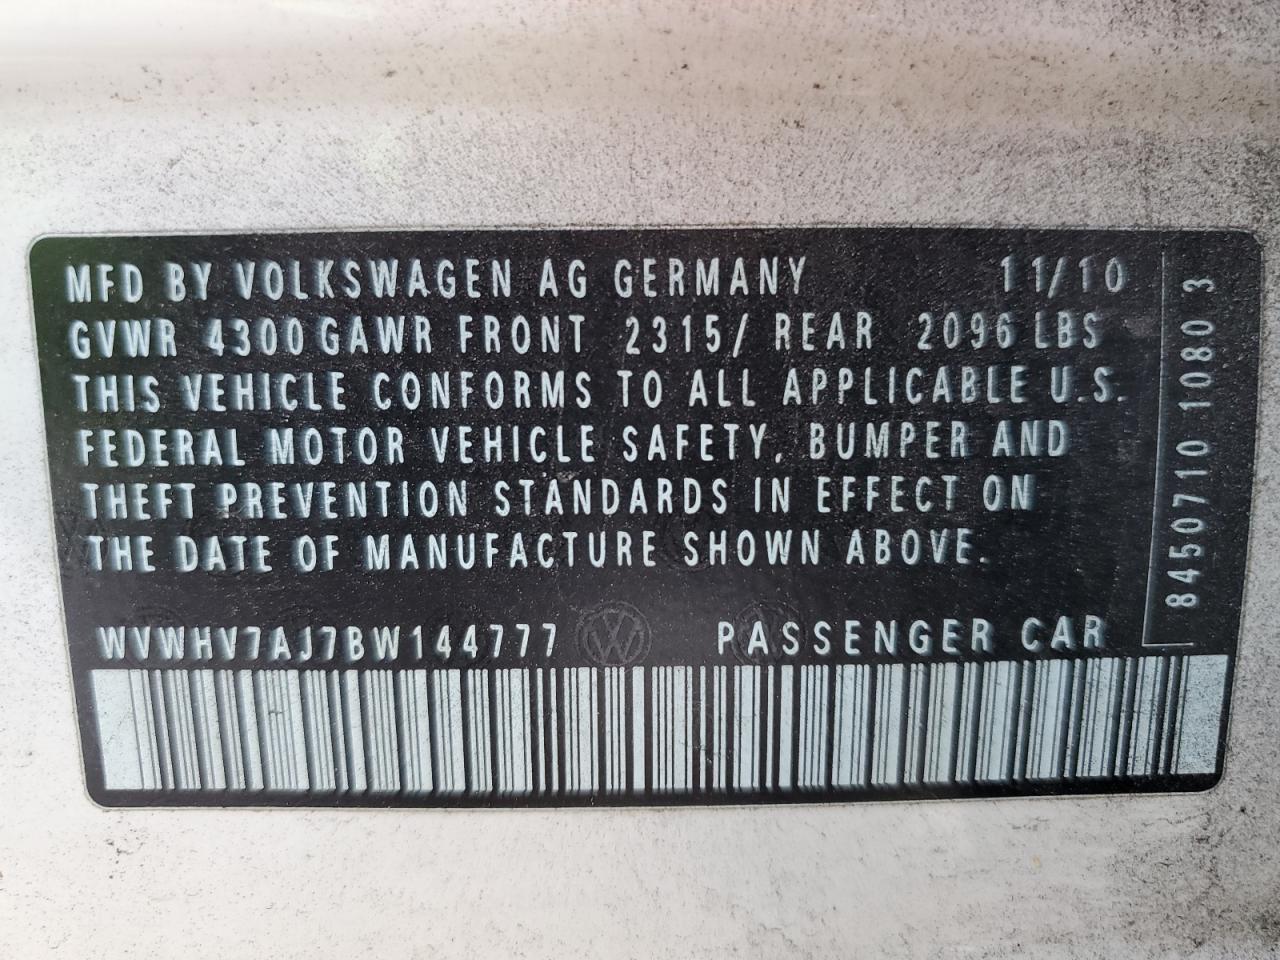 MFD BY VOLKSWAGEN AG GERMANY 11/10
GVWR 4300 GAWR FRONT 2315/ REAR 2096 LBS
THIS VEHICLE CONFORMS TO ALL APPLICABLE U.S.
FEDERAL MOTOR VEHICLE SAFETY, BUMPER AND
THEFT PREVENTION STANDARDS IN EFFECT ON
THE DATE OF MANUFACTURE SHOWN ABOVE.
WVWHV7AJ7BW144777 PASSENGER CAR
8450710 1080 3